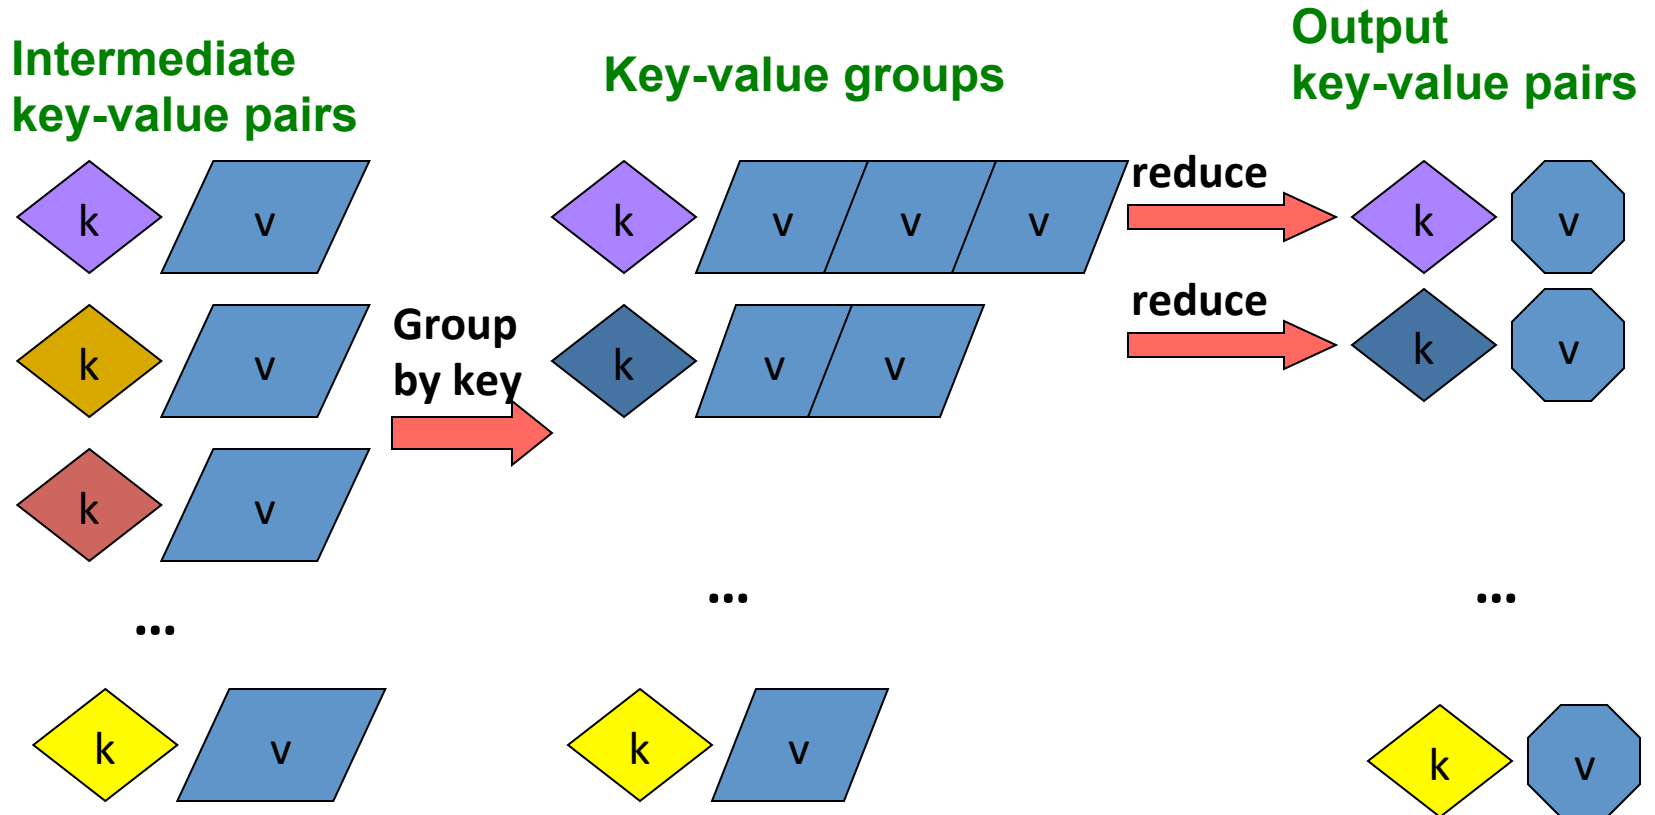 Intermediate
key-value pairs
Key-value groups
Output
key-value pairs
k v
k v v v
reduce
k v
k v
Group
by key
k v v
reduce
k v
k v
...
...
...
k v
k v
k v